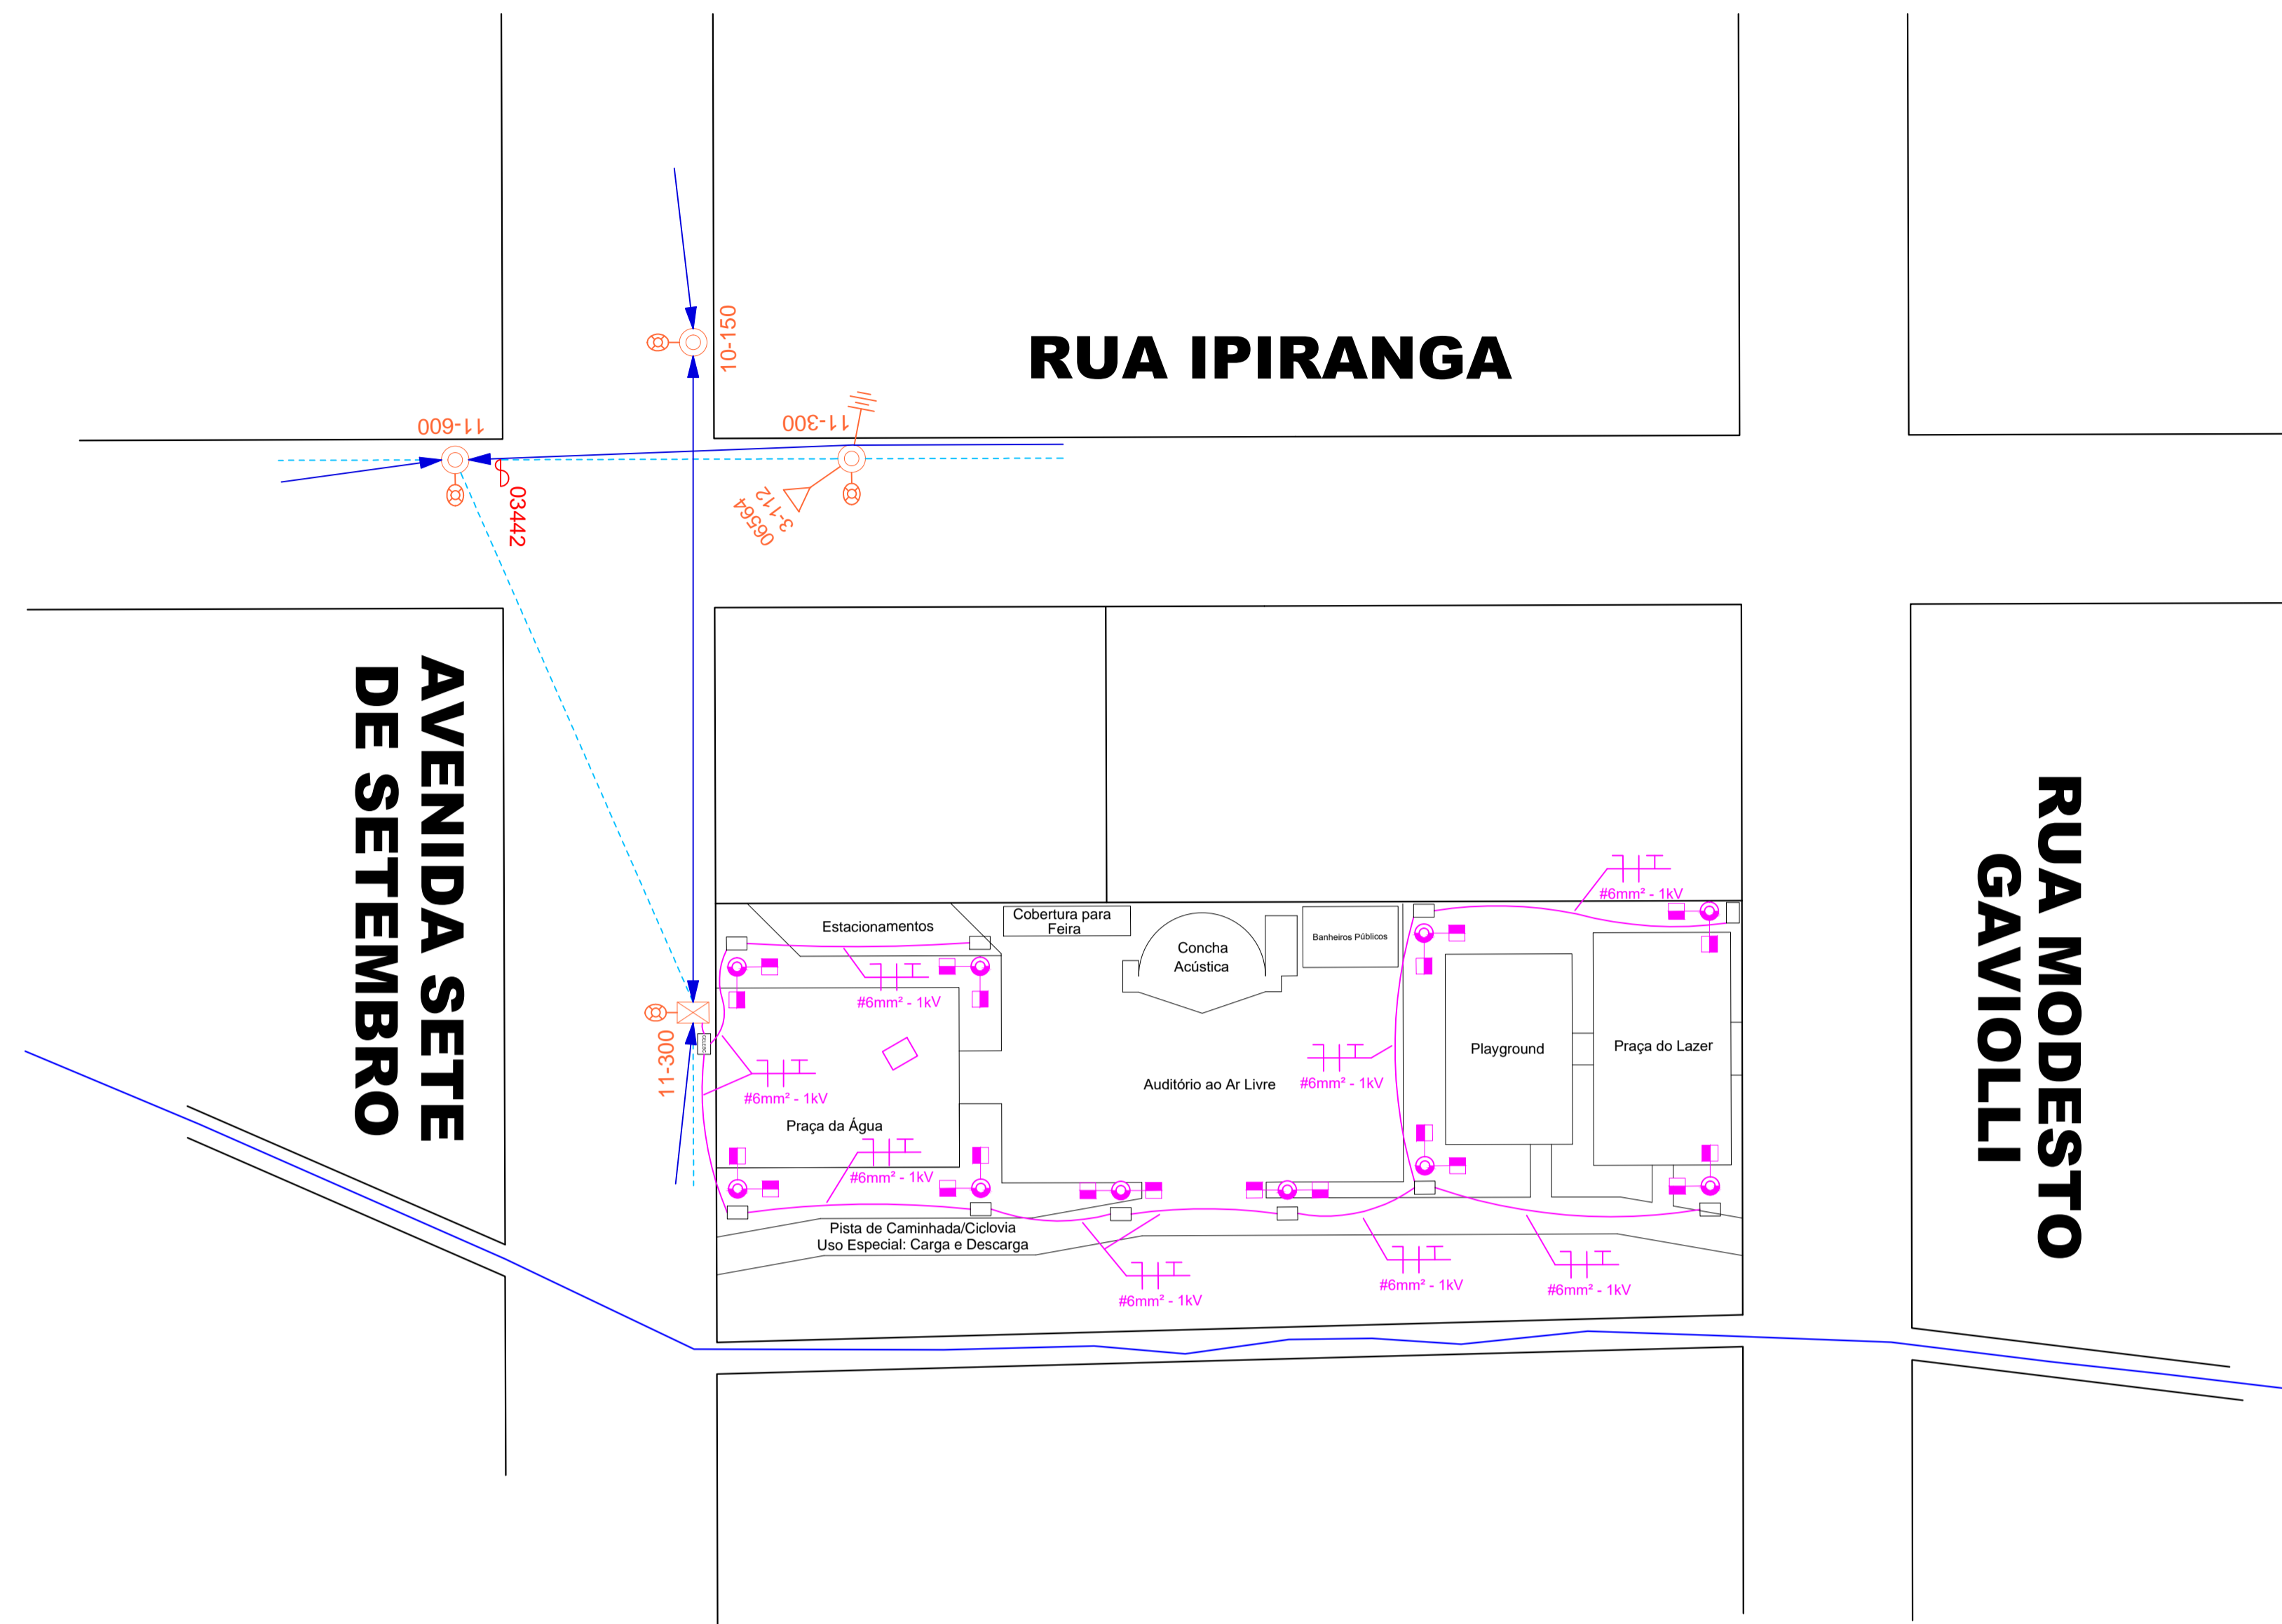 10-150
RUA IPIRANGA
11-600
11-300
03442
3-112
06564
AVENIDA SETE
DE SETEMBRO
RUA MODESTO
GAVIOLLI
#6mm² - 1kV
Estacionamentos
Cobertura para
Feira
Concha
Acústica
Banheiros Públicos
#6mm² - 1kV
11-300
#6mm² - 1kV
Praça da Água
Auditório ao Ar Livre
#6mm² - 1kV
Playground
Praça do Lazer
#6mm² - 1kV
Pista de Caminhada/Ciclovia
Uso Especial: Carga e Descarga
#6mm² - 1kV
#6mm² - 1kV
#6mm² - 1kV